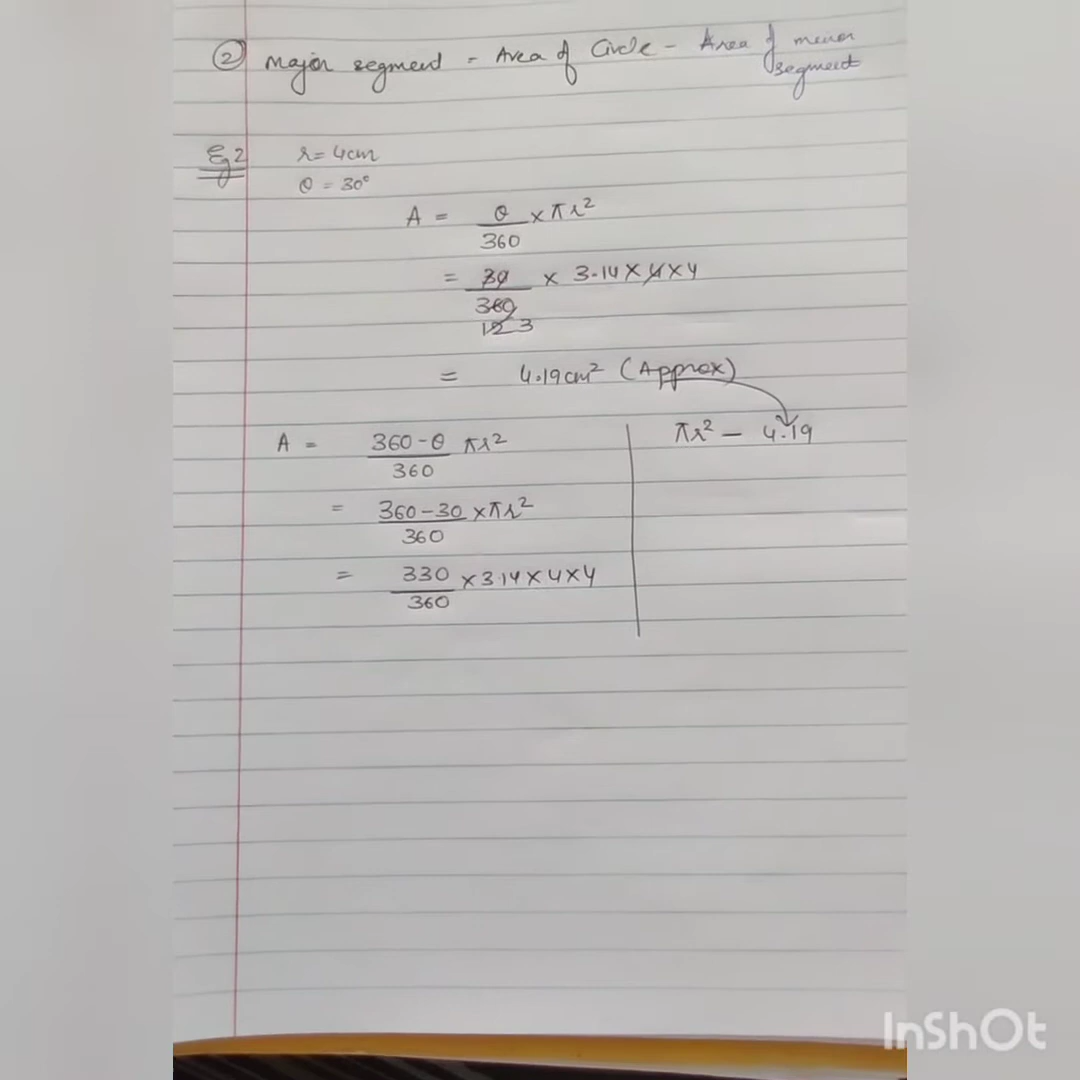 ② Major segment = Area of Circle - Area of minor segment
Eg 2 r = 4cm
θ = 30°
A = θ/360 × πr²
= 30/360 × 3.14 × 4 × 4
12 3
= 4.19cm² (Approx)
A = 360-θ/360 πr²
= 360-30/360 × πr²
= 330/360 × 3.14 × 4 × 4
πr² - 4.19
InShOt